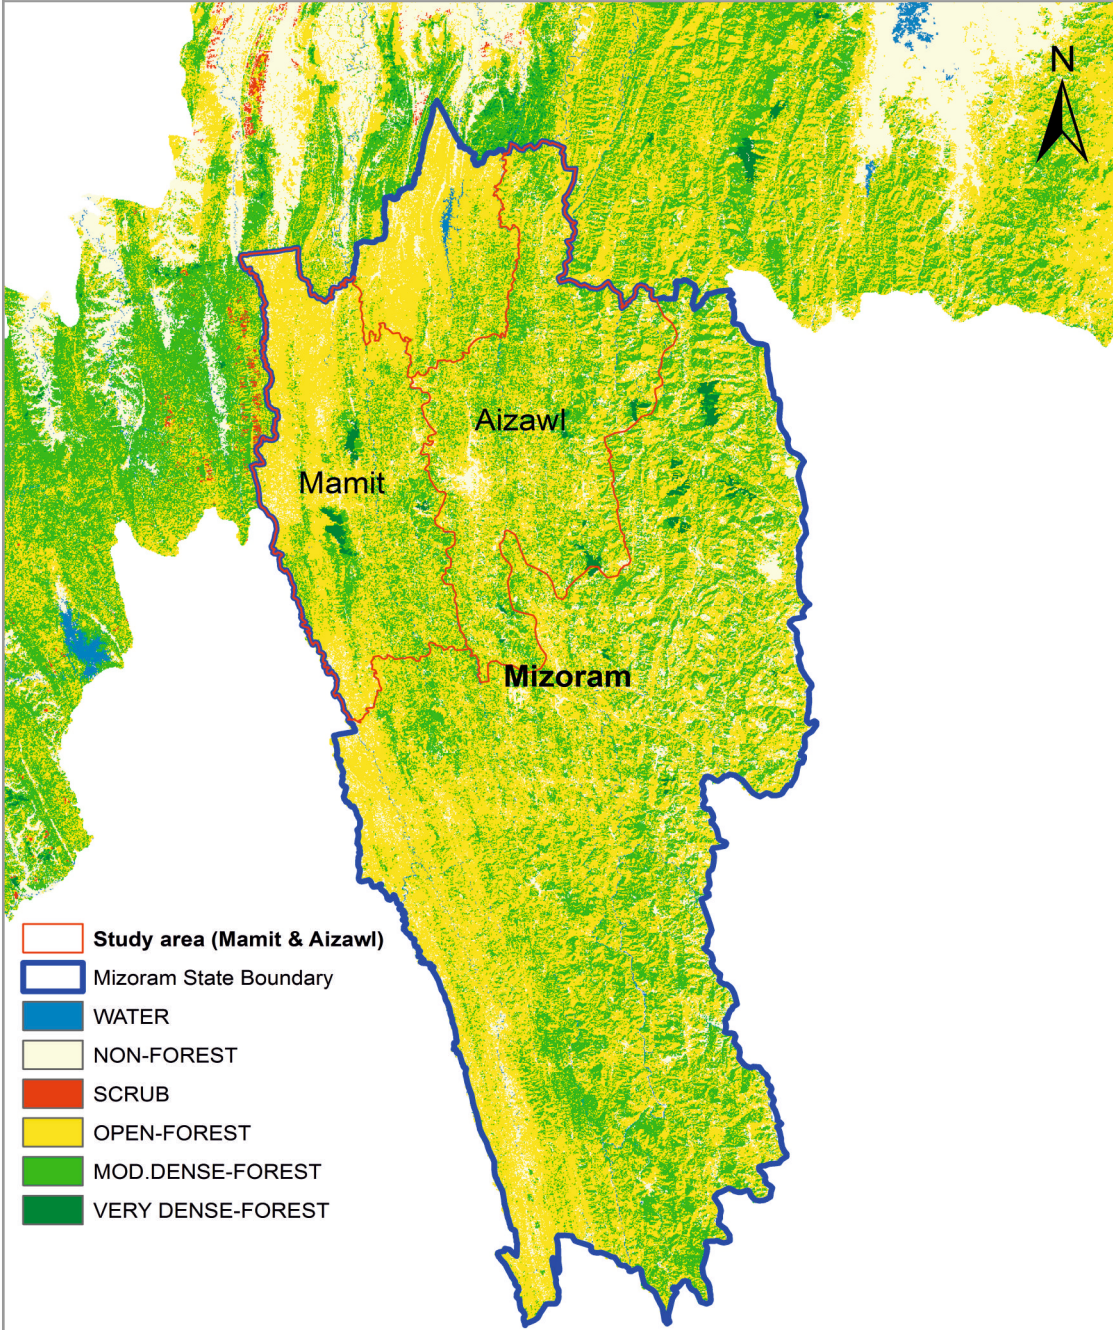 N
Aizawl
Mamit
Mizoram
Study area (Mamit & Aizawl)
Mizoram State Boundary
WATER
NON-FOREST
SCRUB
OPEN-FOREST
MOD.DENSE-FOREST
VERY DENSE-FOREST